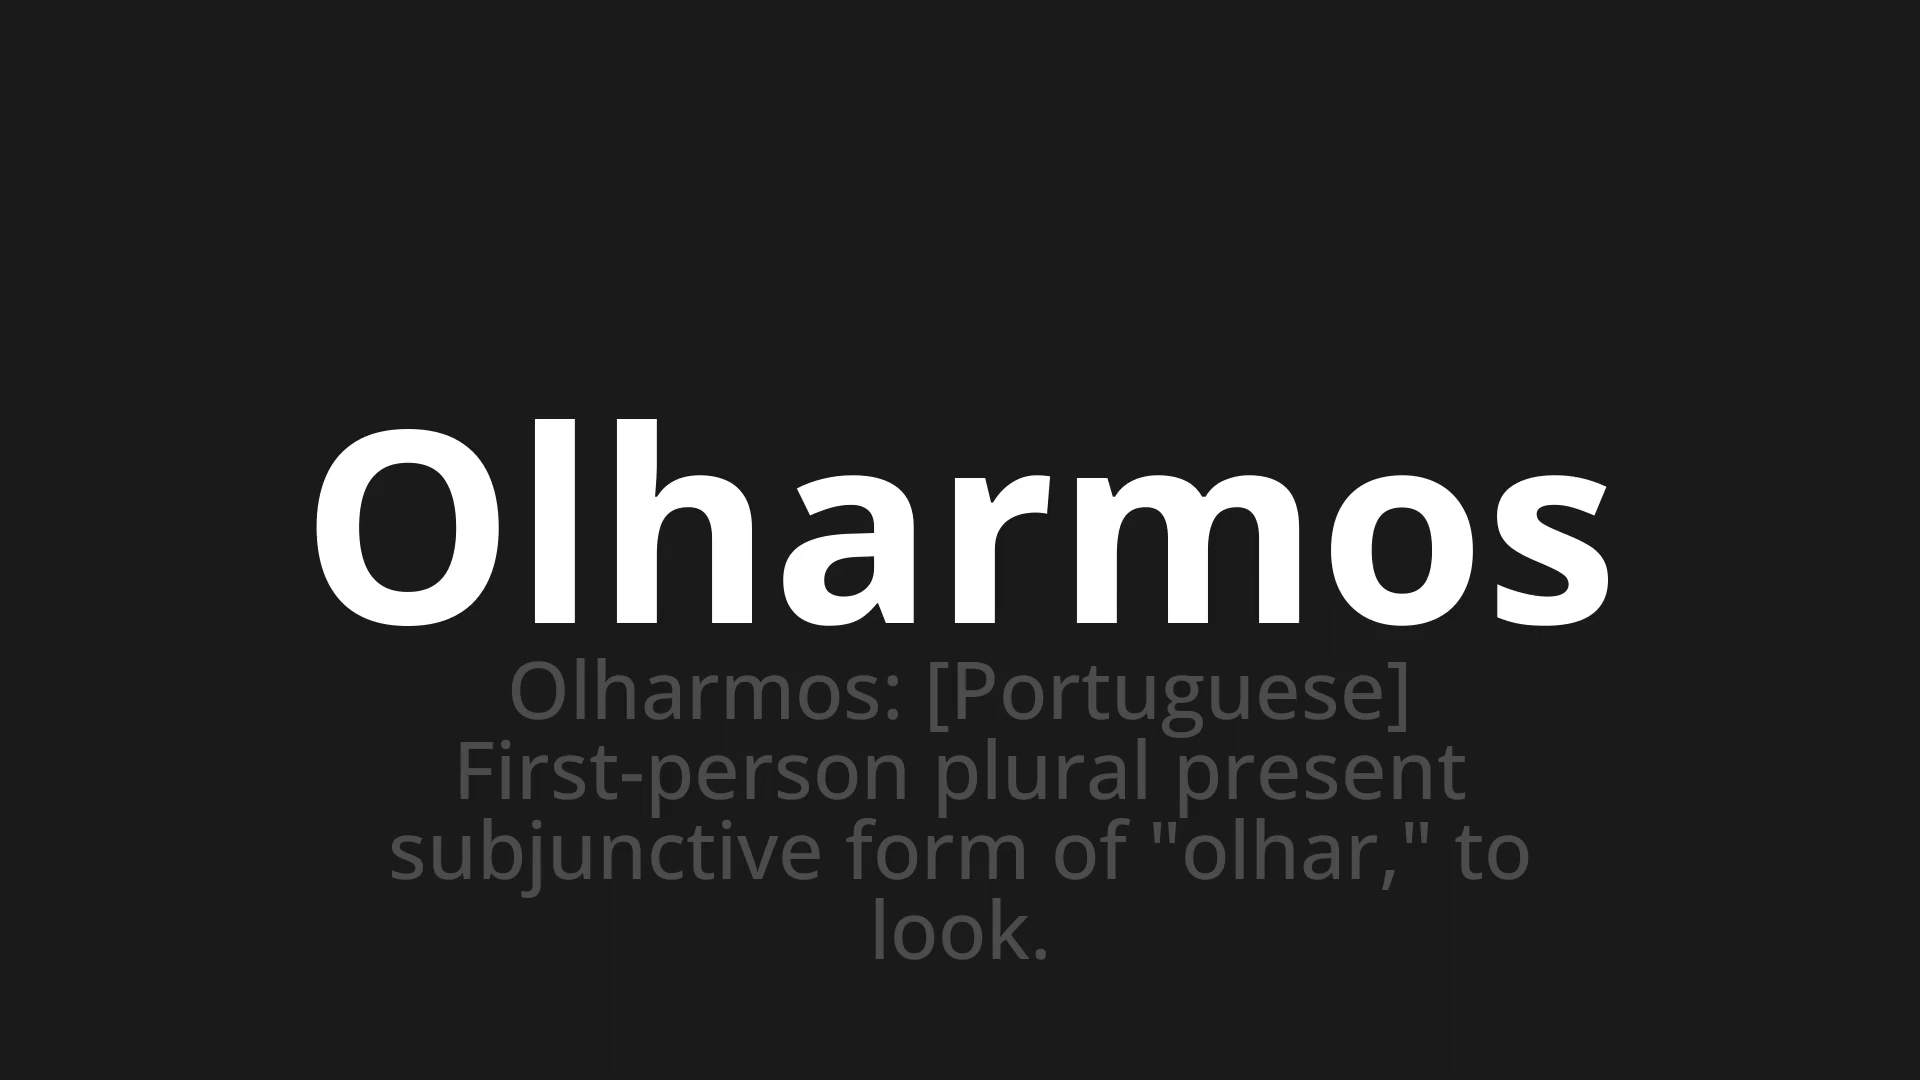 Olharmos
Olharmos: [Portuguese]
First-person plural present
subjunctive form of "olhar," to
look.